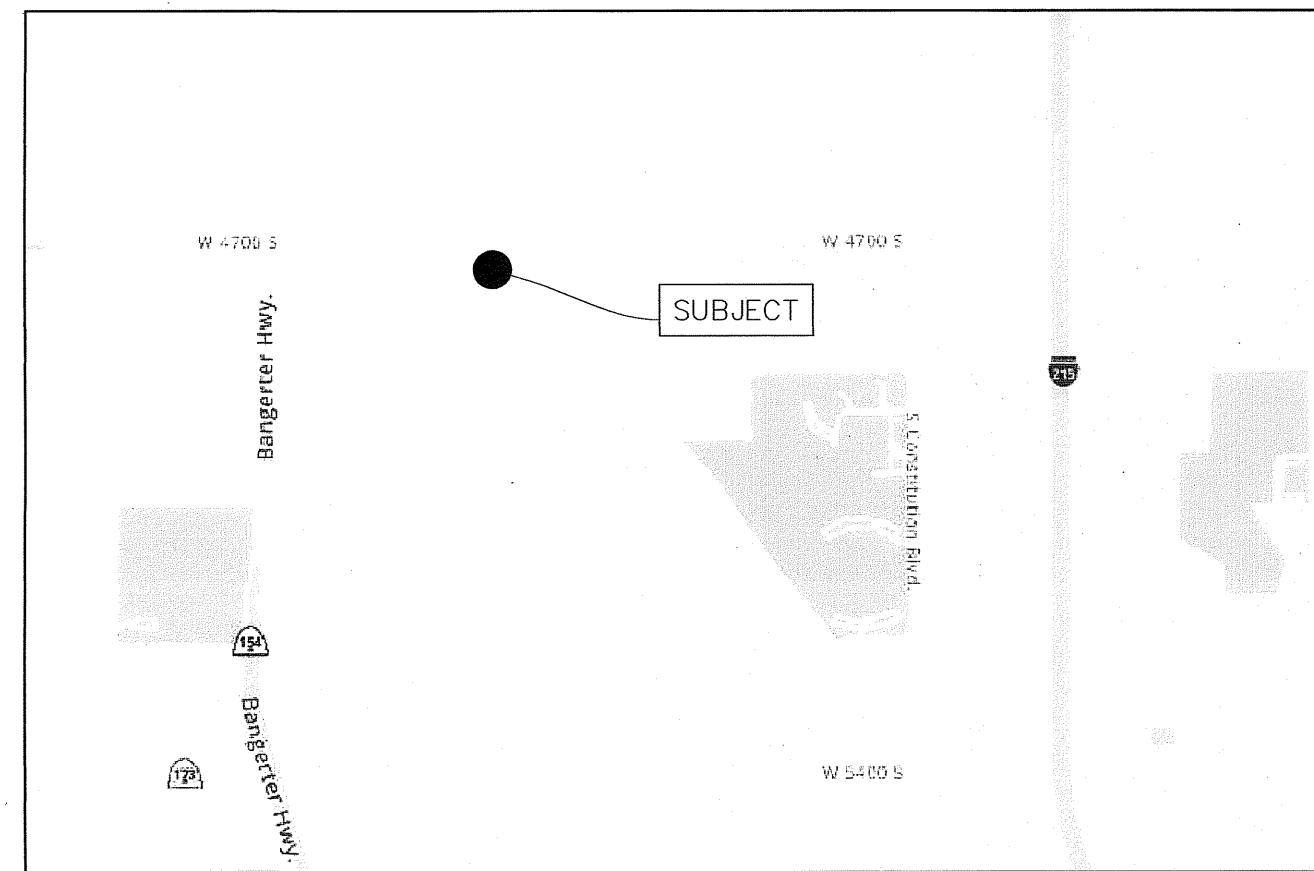 W 4700 S
W 4700 S
SUBJECT
Bangerter Hwy.
215
S Constitution Blvd.
154
Bangerter Hwy.
173
W 5400 S